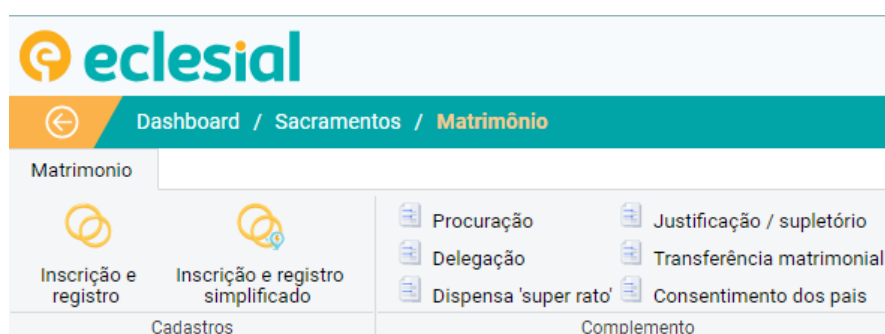 eclesial
Dashboard / Sacramentos / Matrimônio
Matrimonio
Inscrição e
registro
Inscrição e registro
simplificado
Cadastros
Procuração
Delegação
Dispensa 'super rato'
Justificação / supletório
Transferência matrimonial
Consentimento dos pais
Complemento